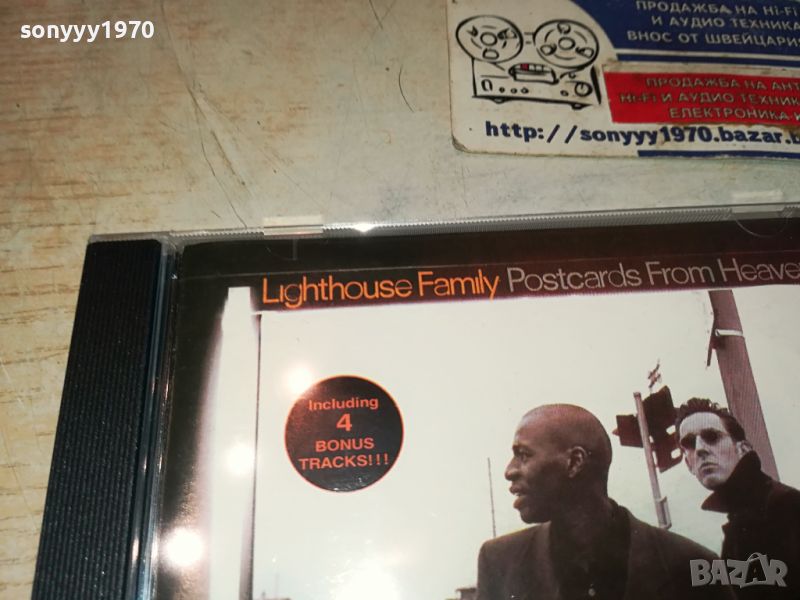 sonyyy1970
ПРОДАЖБА НА Hi-Fi
И АУДИО ТЕХНИКА
ВНОС ОТ ШВЕЙЦАРИЯ
ПРОДАЖБА НА АНТ
Hi-Fi И АУДИО ТЕХНИК
ЕЛЕКТРОНИКА И
http://sonyyy1970.bazar.b
Lighthouse Family Postcards From Heaven
Including
4
BONUS
TRACKS!!!
BAZAR